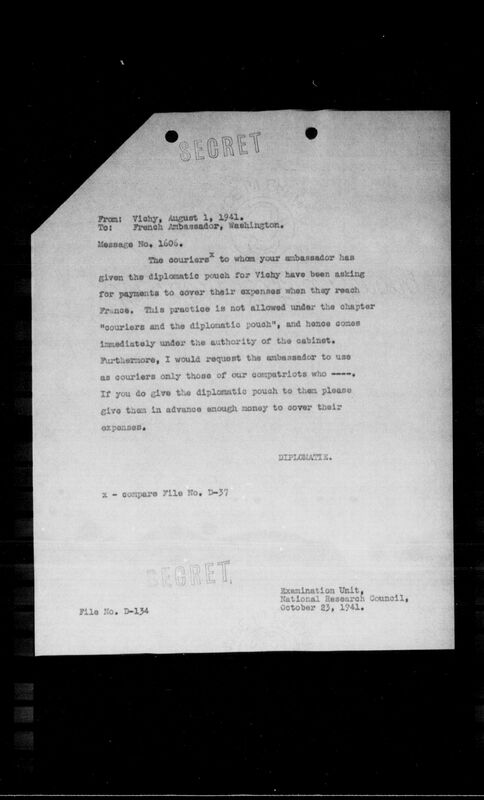 SECRET
From: Vichy, August 1, 1941.
To: French Ambassador, Washington.
Message No. 1606.
The couriersx to whom your ambassador has
given the diplomatic pouch for Vichy have been asking
for payments to cover their expenses when they reach
France. This practice is not allowed under the chapter
"couriers and the diplomatic pouch", and hence comes
immediately under the authority of the cabinet.
Furthermore, I would request the ambassador to use
as couriers only those of our compatriots who ----.
If you do give the diplomatic pouch to them please
give them in advance enough money to cover their
expenses.
DIPLOMATIE.
x - compare File No. D-37
SECRET
Examination Unit,
National Research Council,
October 23, 1941.
File No. D-134